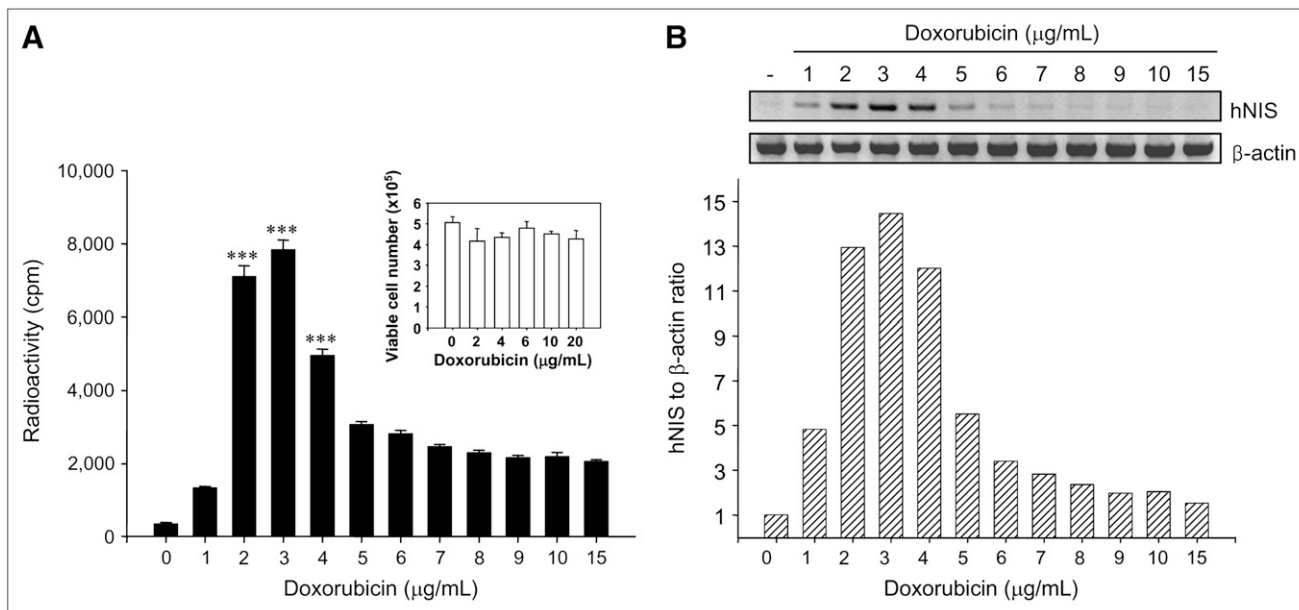 A
10,000
8,000
6,000
4,000
2,000
0
Radioactivity (cpm)
***
***
***
0 1 2 3 4 5 6 7 8 9 10 15
Doxorubicin (μg/mL)
Viable cell number (x10⁵)
6
5
4
3
2
1
0
0 2 4 6 10 20
Doxorubicin (μg/mL)
B
Doxorubicin (μg/mL)
- 1 2 3 4 5 6 7 8 9 10 15
hNIS
β-actin
hNIS to β-actin ratio
15
13
11
9
7
5
3
1
0 1 2 3 4 5 6 7 8 9 10 15
Doxorubicin (μg/mL)